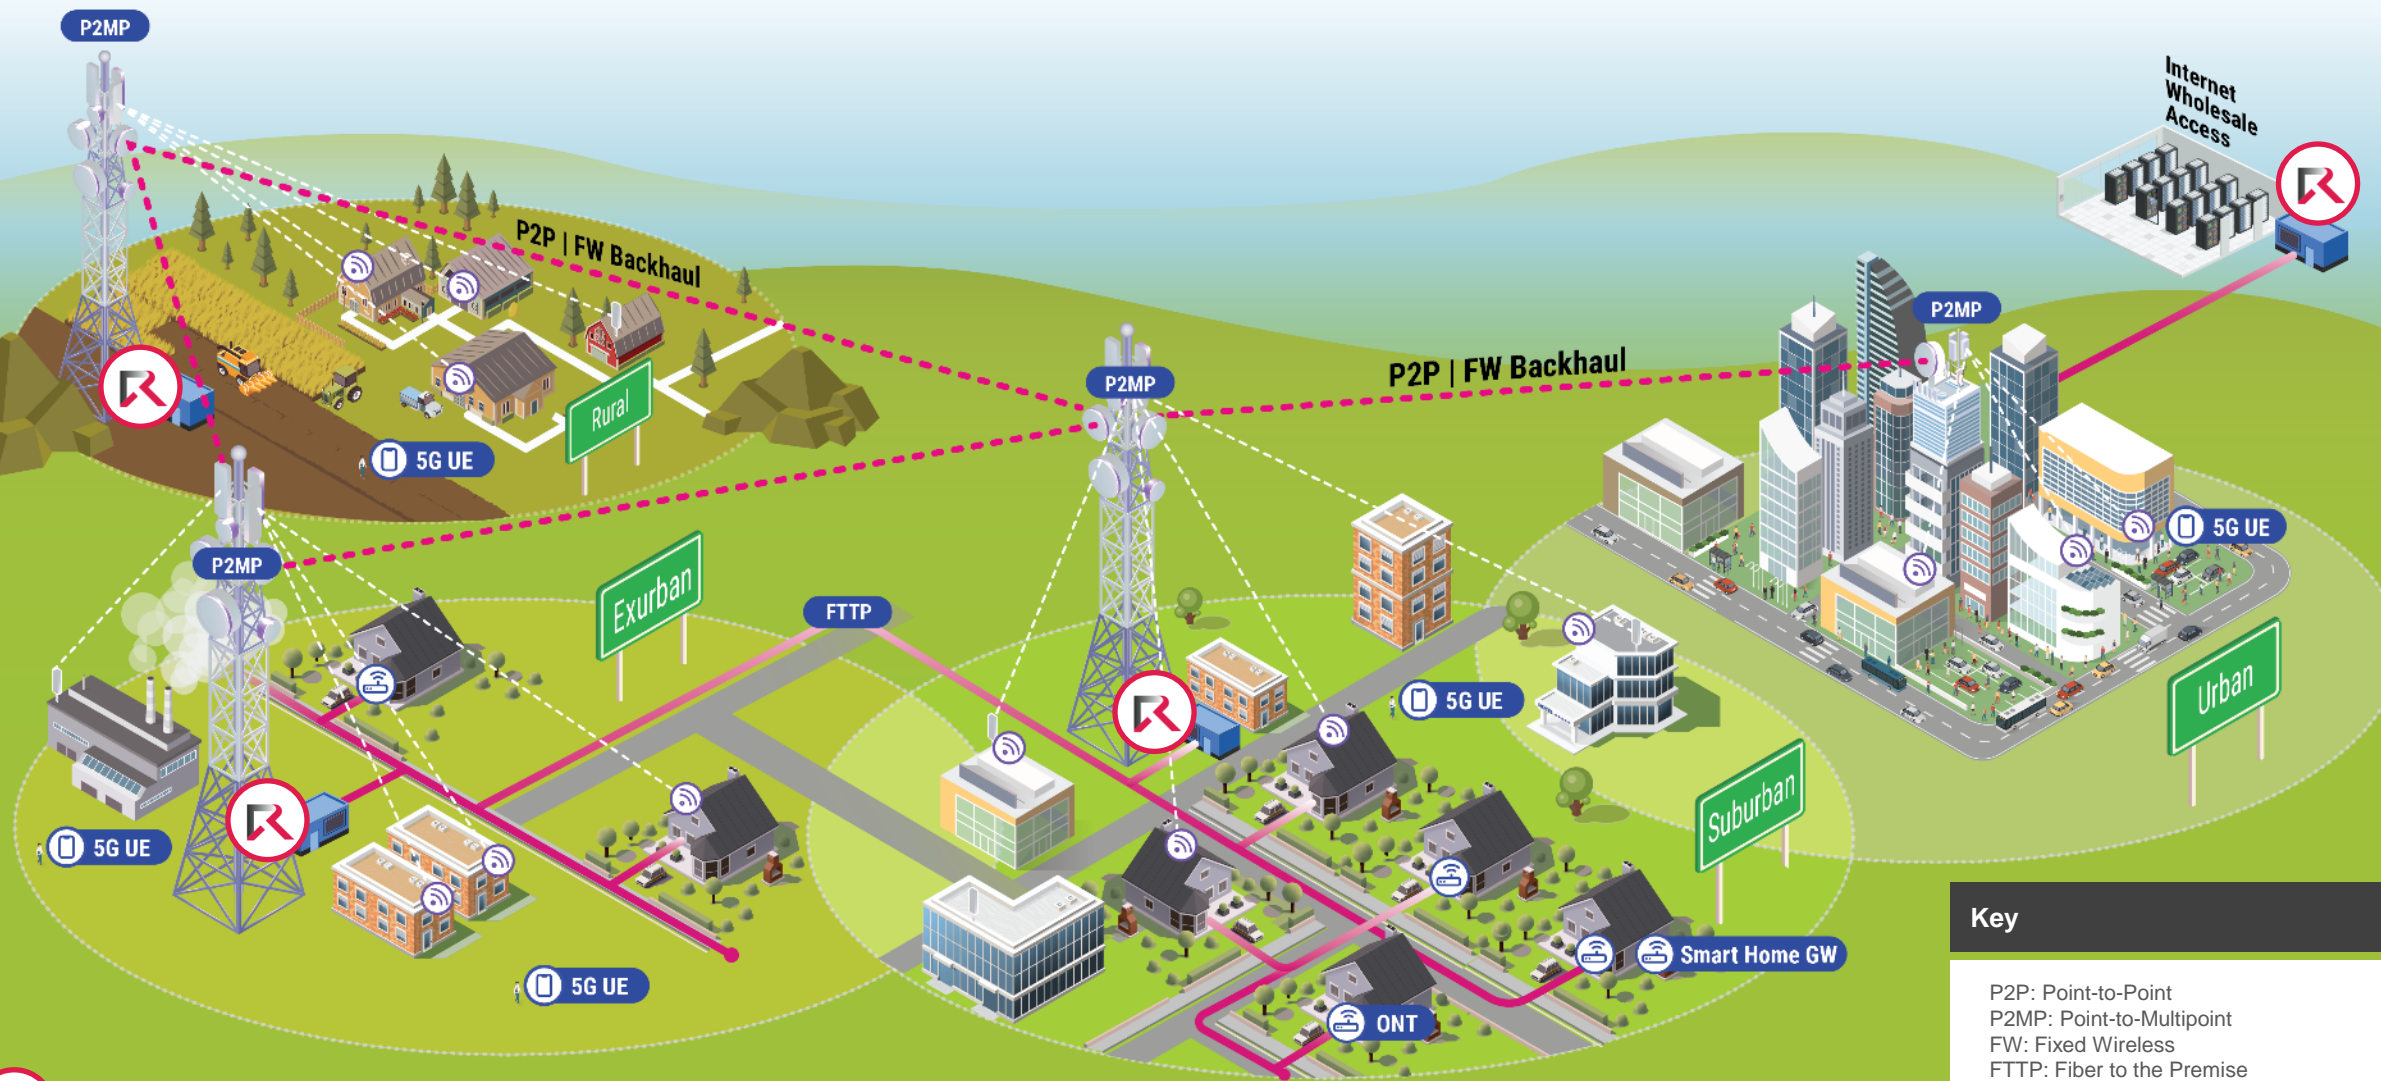 P2MP
Internet
Wholesale
Access
P2P | FW Backhaul
P2MP
P2MP
P2P | FW Backhaul
Rural
5G UE
P2MP
5G UE
Exurban
FTTP
Urban
5G UE
Suburban
5G UE
Smart Home GW
5G UE
ONT
Key
P2P: Point-to-Point
P2MP: Point-to-Multipoint
FW: Fixed Wireless
FTTP: Fiber to the Premise